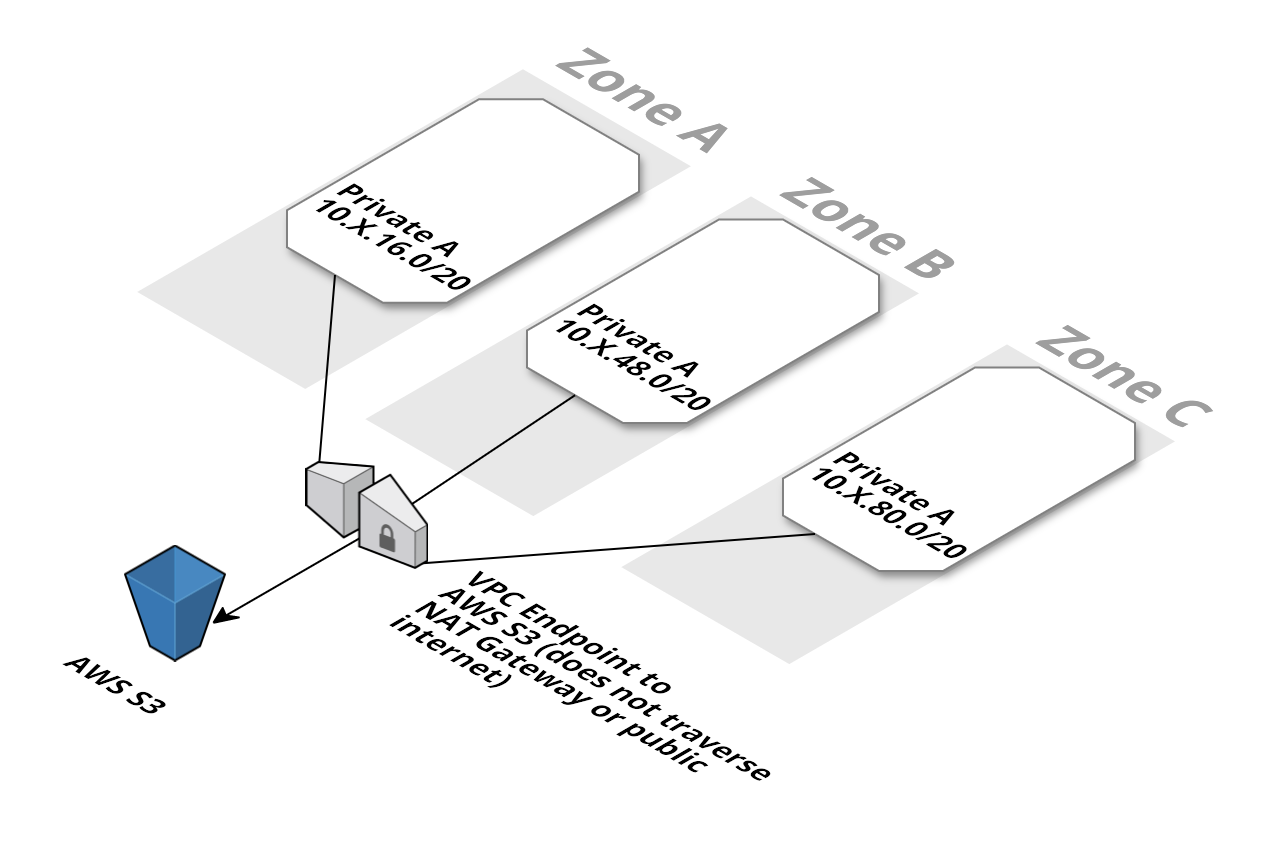 Zone A
Private A
10.X.16.0/20
Zone B
Private A
10.X.48.0/20
Zone C
Private A
10.X.80.0/20
VPC Endpoint to
AWS S3 (does not traverse
NAT Gateway or public
internet)
AWS S3